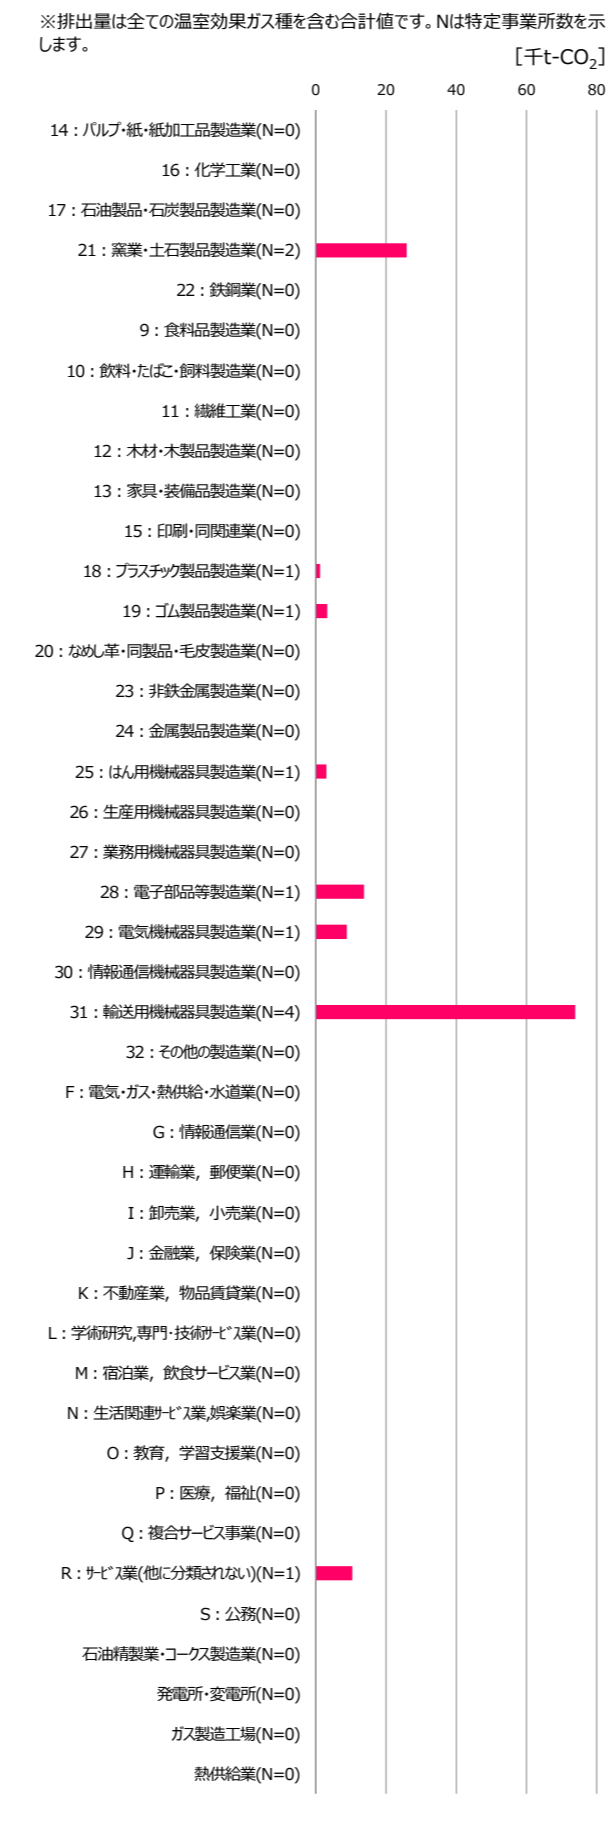 ※排出量は全ての温室効果ガス種を含む合計値です。Nは特定事業所数を示
します。
[千t-CO2]
0 20 40 60 80
14：パルプ・紙・紙加工品製造業(N=0)
16：化学工業(N=0)
17：石油製品・石炭製品製造業(N=0)
21：窯業・土石製品製造業(N=2)
22：鉄鋼業(N=0)
9：食料品製造業(N=0)
10：飲料・たばこ・飼料製造業(N=0)
11：繊維工業(N=0)
12：木材・木製品製造業(N=0)
13：家具・装備品製造業(N=0)
15：印刷・同関連業(N=0)
18：プラスチック製品製造業(N=1)
19：ゴム製品製造業(N=1)
20：なめし革・同製品・毛皮製造業(N=0)
23：非鉄金属製造業(N=0)
24：金属製品製造業(N=0)
25：はん用機械器具製造業(N=1)
26：生産用機械器具製造業(N=0)
27：業務用機械器具製造業(N=0)
28：電子部品等製造業(N=1)
29：電気機械器具製造業(N=1)
30：情報通信機械器具製造業(N=0)
31：輸送用機械器具製造業(N=4)
32：その他の製造業(N=0)
F：電気・ガス・熱供給・水道業(N=0)
G：情報通信業(N=0)
H：運輸業，郵便業(N=0)
I：卸売業，小売業(N=0)
J：金融業，保険業(N=0)
K：不動産業，物品賃貸業(N=0)
L：学術研究,専門・技術ｻｰﾋﾞｽ業(N=0)
M：宿泊業，飲食サービス業(N=0)
N：生活関連ｻｰﾋﾞｽ業,娯楽業(N=0)
O：教育，学習支援業(N=0)
P：医療，福祉(N=0)
Q：複合サービス事業(N=0)
R：ｻｰﾋﾞｽ業(他に分類されない)(N=1)
S：公務(N=0)
石油精製業・コークス製造業(N=0)
発電所・変電所(N=0)
ガス製造工場(N=0)
熱供給業(N=0)